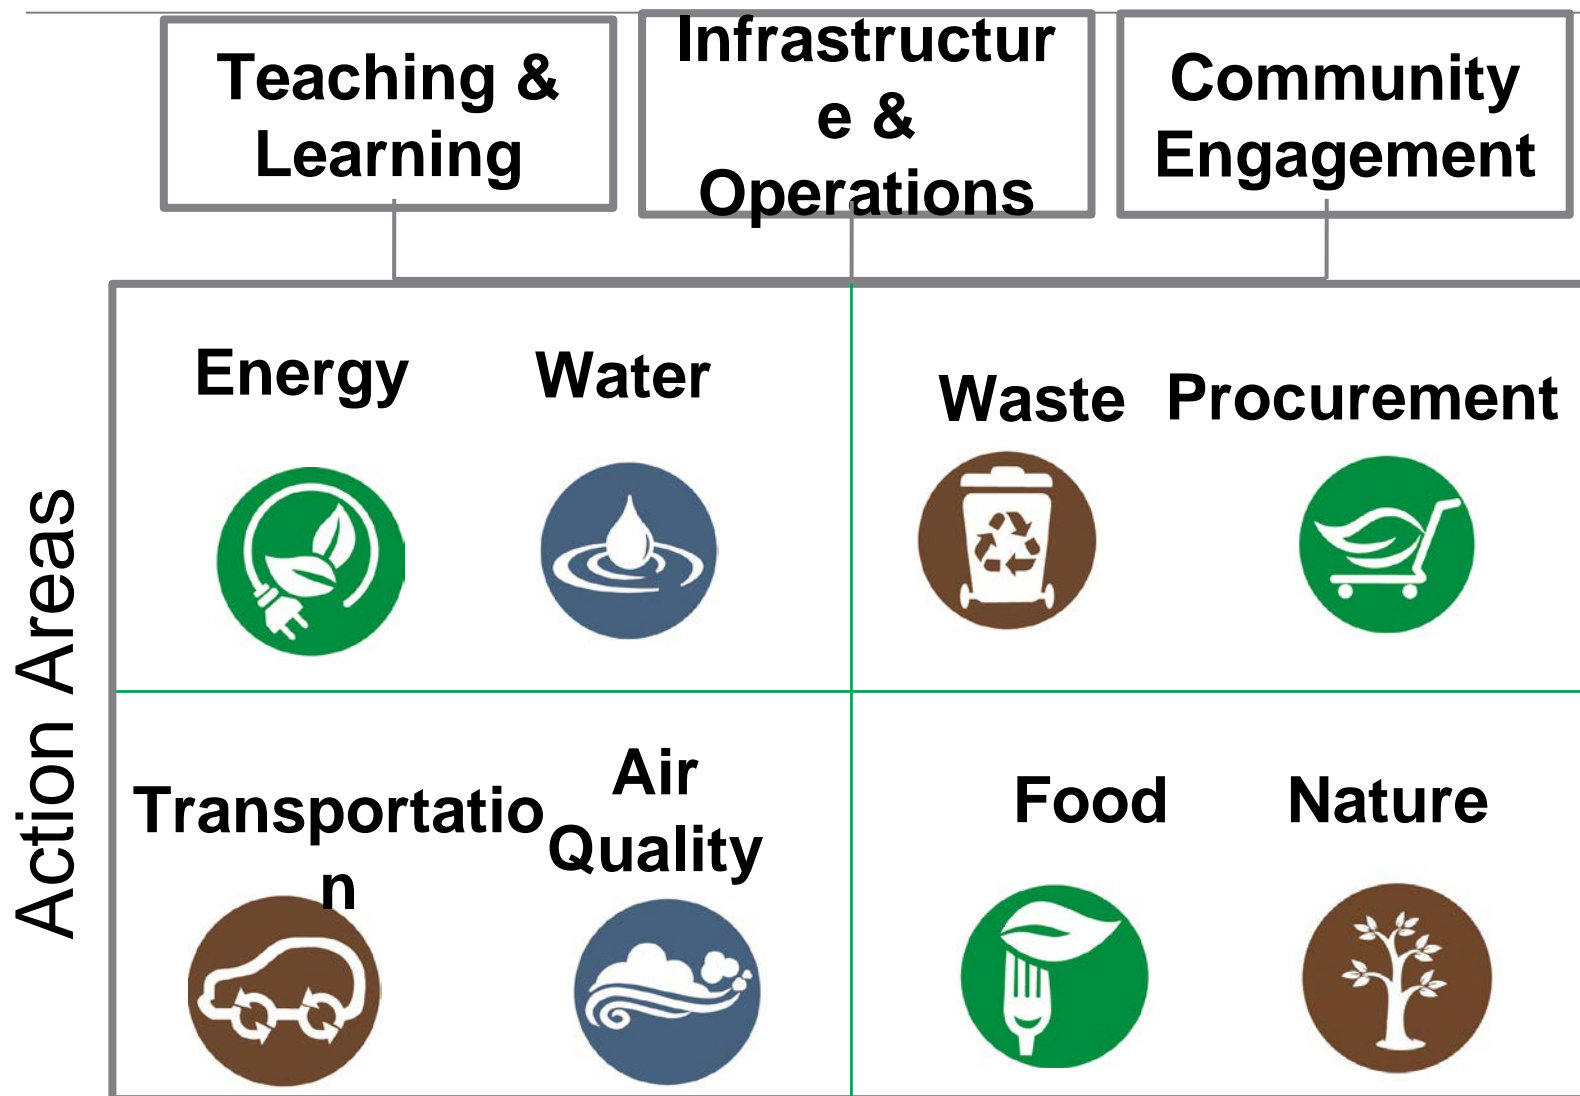 Teaching &
Learning
Infrastructur
e &
Operations
Community
Engagement
Action Areas
Energy
Water
Waste
Procurement
Transportatio
n
Air
Quality
Food
Nature